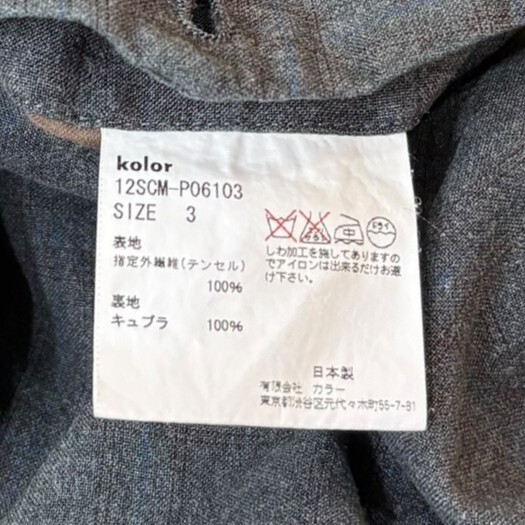 kolor
12SCM-P06103
SIZE 3
表地
指定外繊維(テンセル)
100%
裏地
キュプラ 100%
ドライ
しわ加工を施してありますの
でアイロンは出来るだけお避
け下さい。
日本製
有限会社 カラー
東京都渋谷区元代々木町55-7-B1